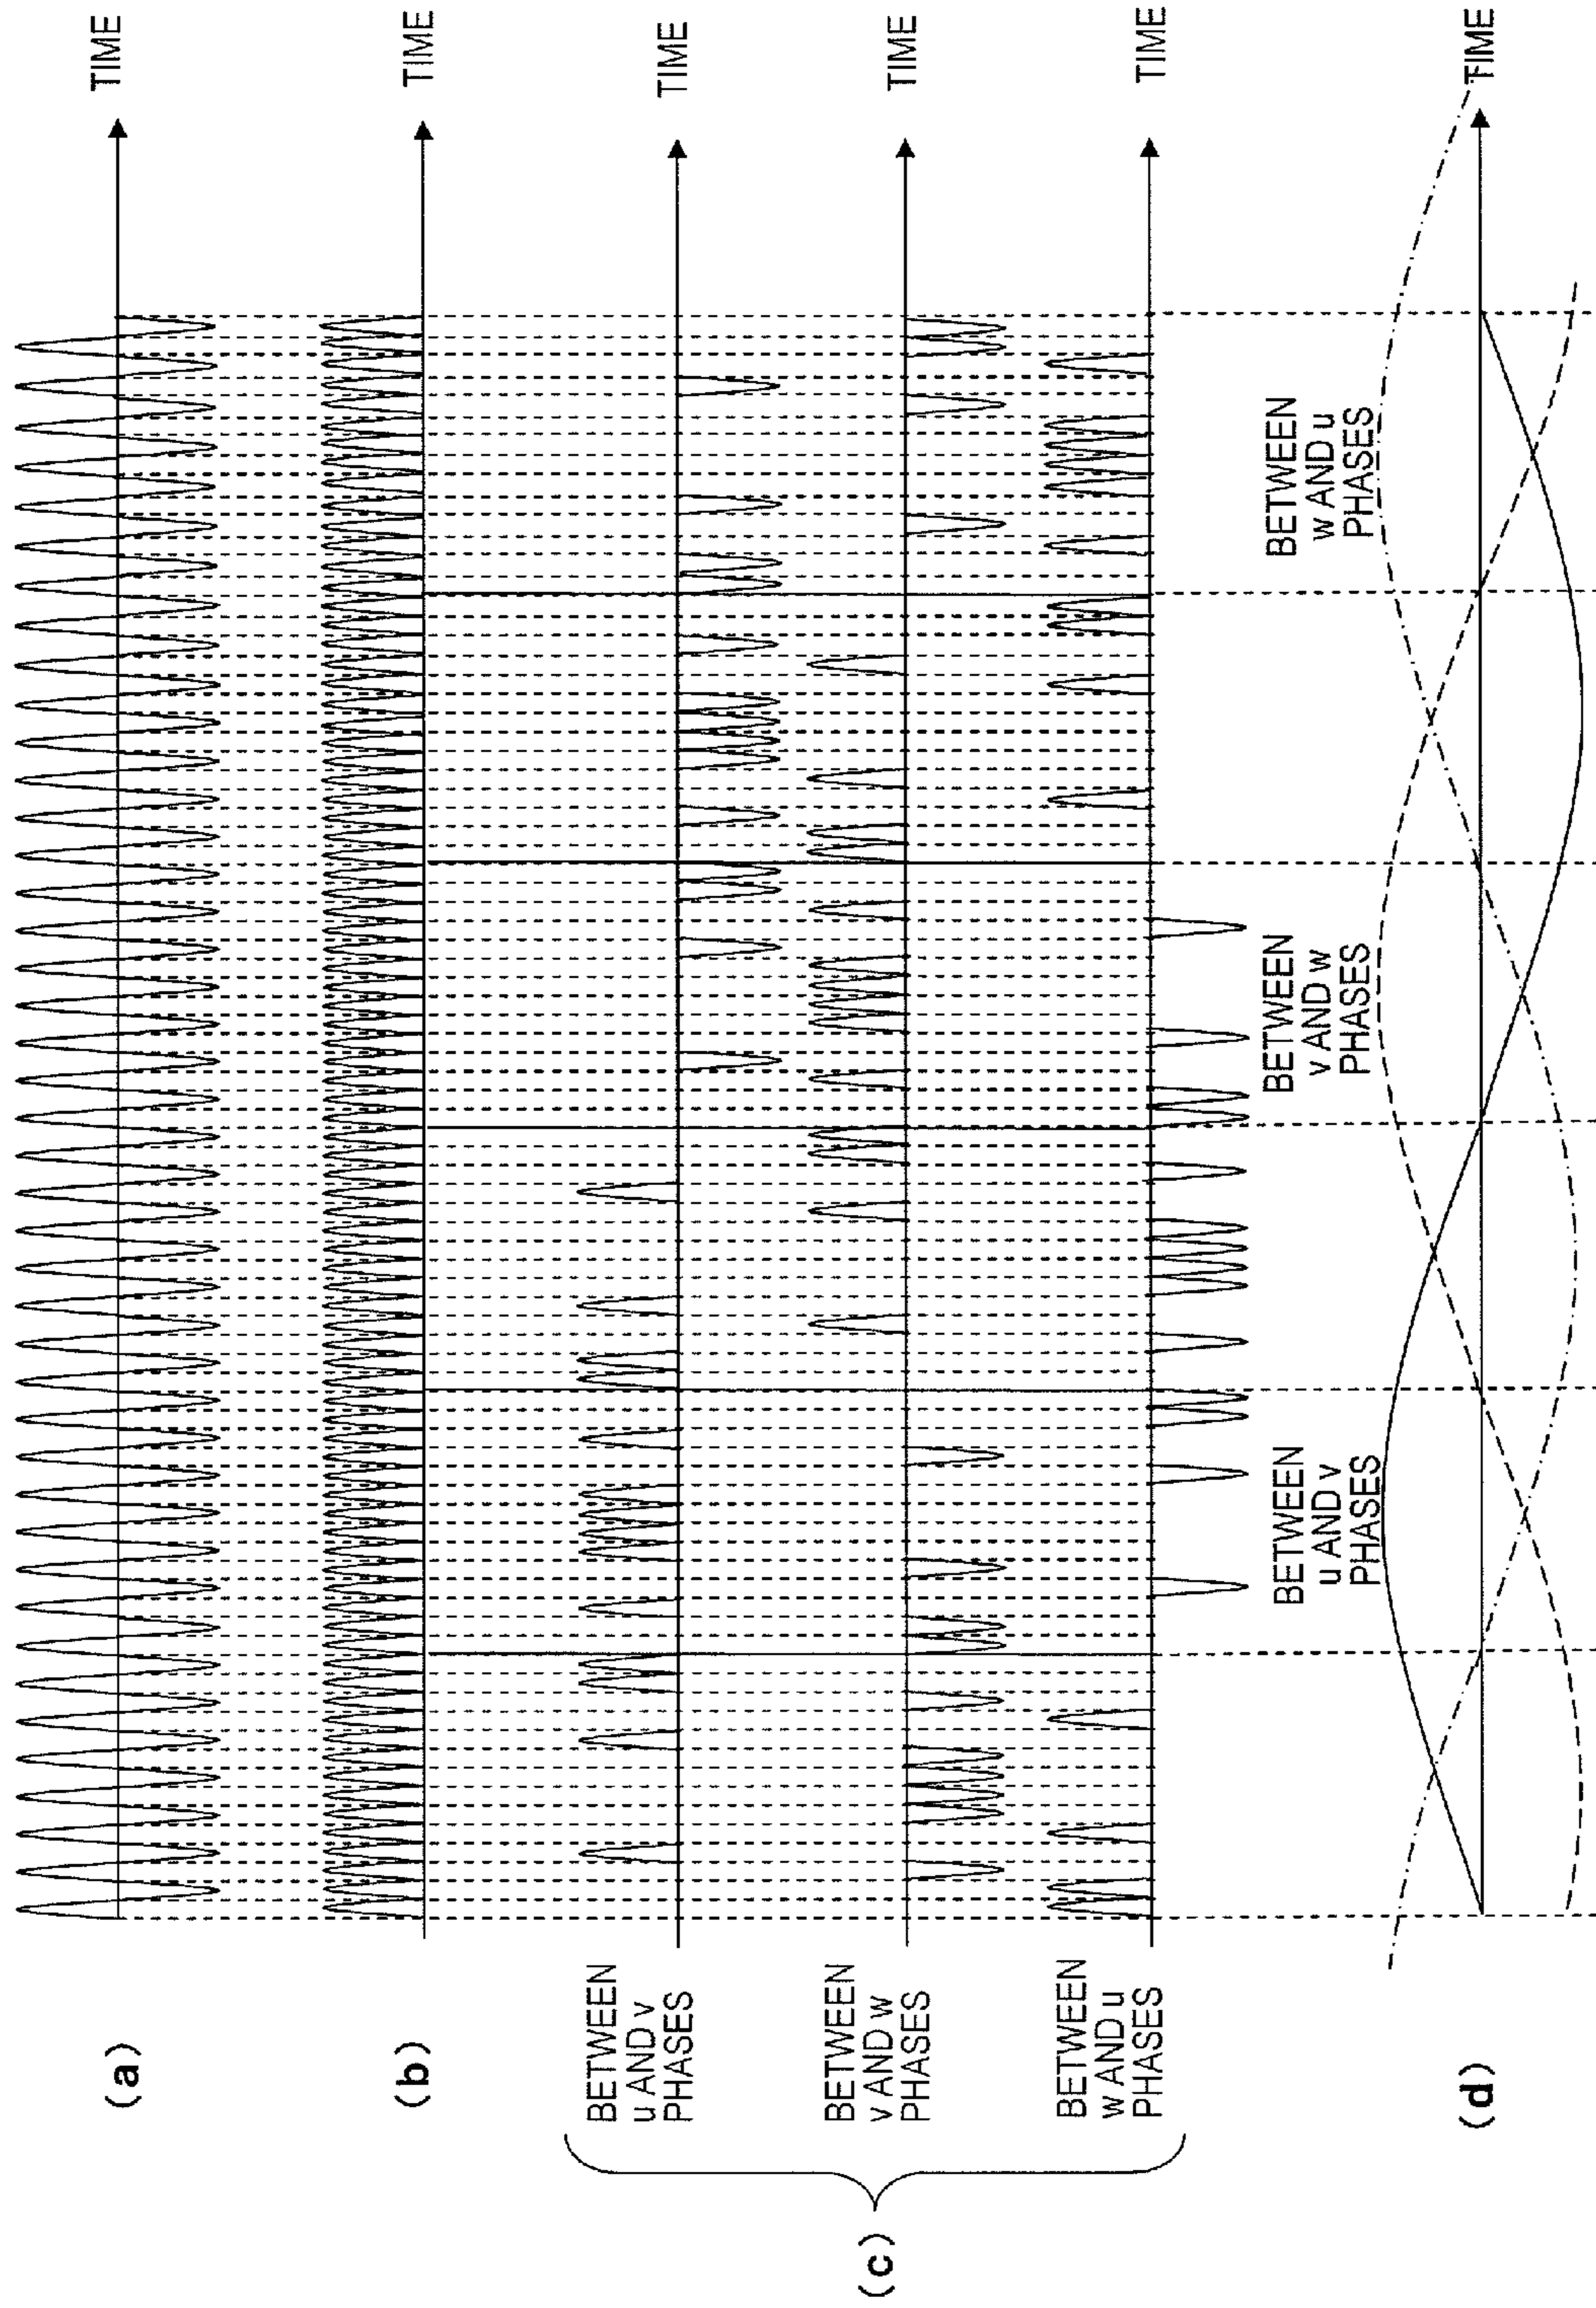 (a)
TIME
(b)
TIME
(c)
BETWEEN
u AND v
PHASES
TIME
BETWEEN
v AND w
PHASES
TIME
BETWEEN
w AND u
PHASES
TIME
(d)
BETWEEN
u AND v
PHASES
BETWEEN
v AND w
PHASES
BETWEEN
w AND u
PHASES
TIME